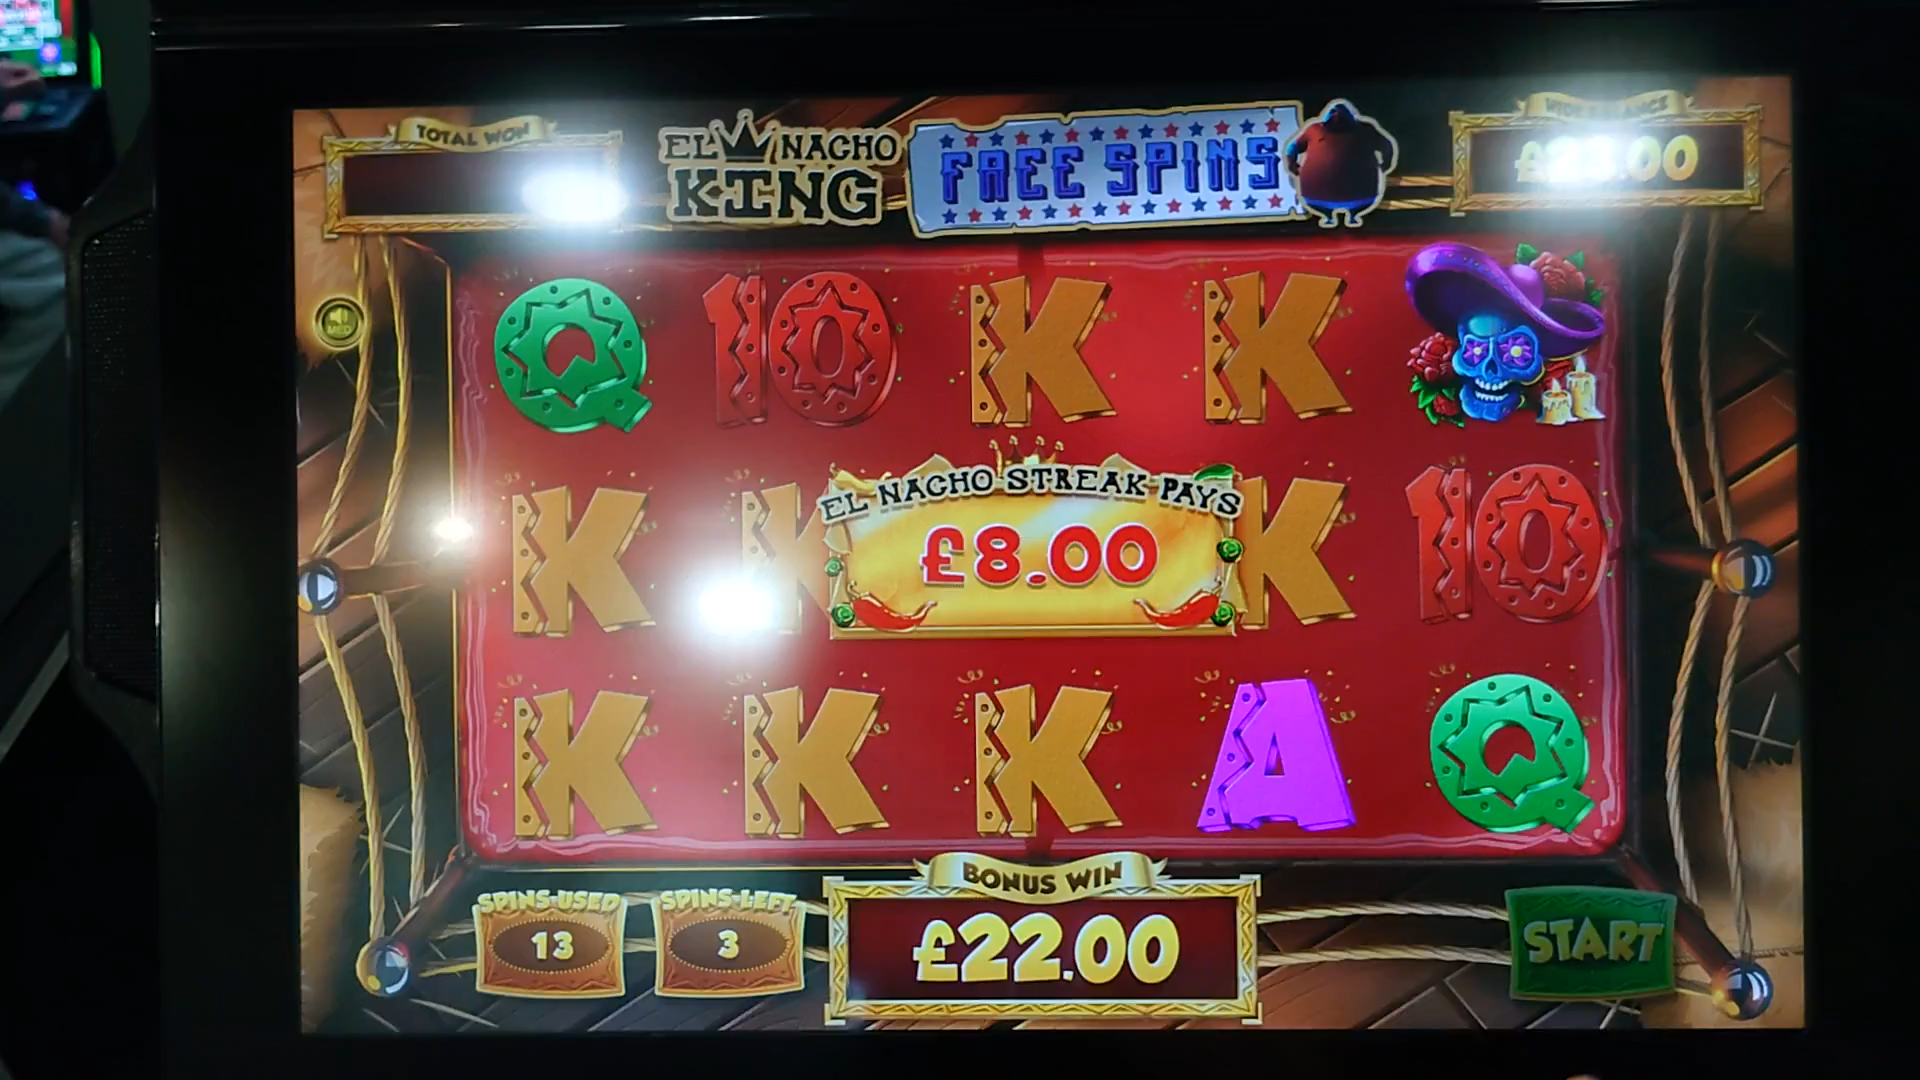 TOTAL WON
EL NACHO
KING
FREE SPINS
MED
Q 10 K K
EL NACHO STREAK PAYS
£8.00
K K K 10
K K K A Q
SPINS USED
13
SPINS LEFT
3
BONUS WIN
£22.00
START